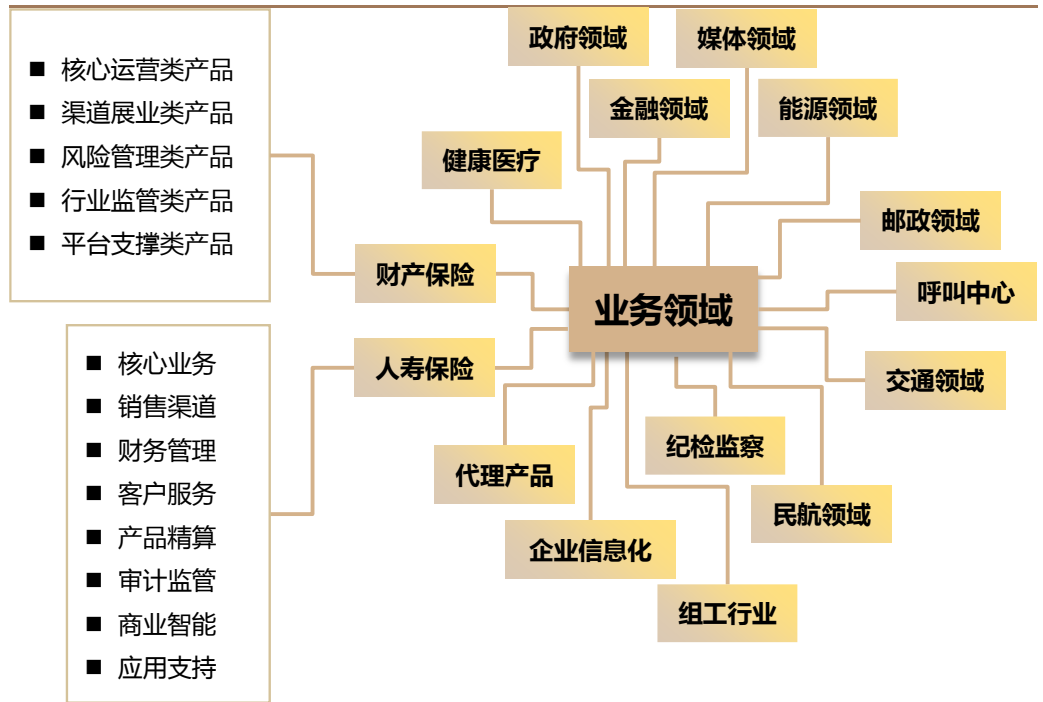 核心运营类产品
渠道展业类产品
风险管理类产品
行业监管类产品
平台支撑类产品
政府领域
媒体领域
金融领域
能源领域
健康医疗
邮政领域
财产保险
业务领域
呼叫中心
人寿保险
交通领域
核心业务
销售渠道
财务管理
客户服务
产品精算
审计监管
商业智能
应用支持
纪检监察
代理产品
民航领域
企业信息化
组工行业